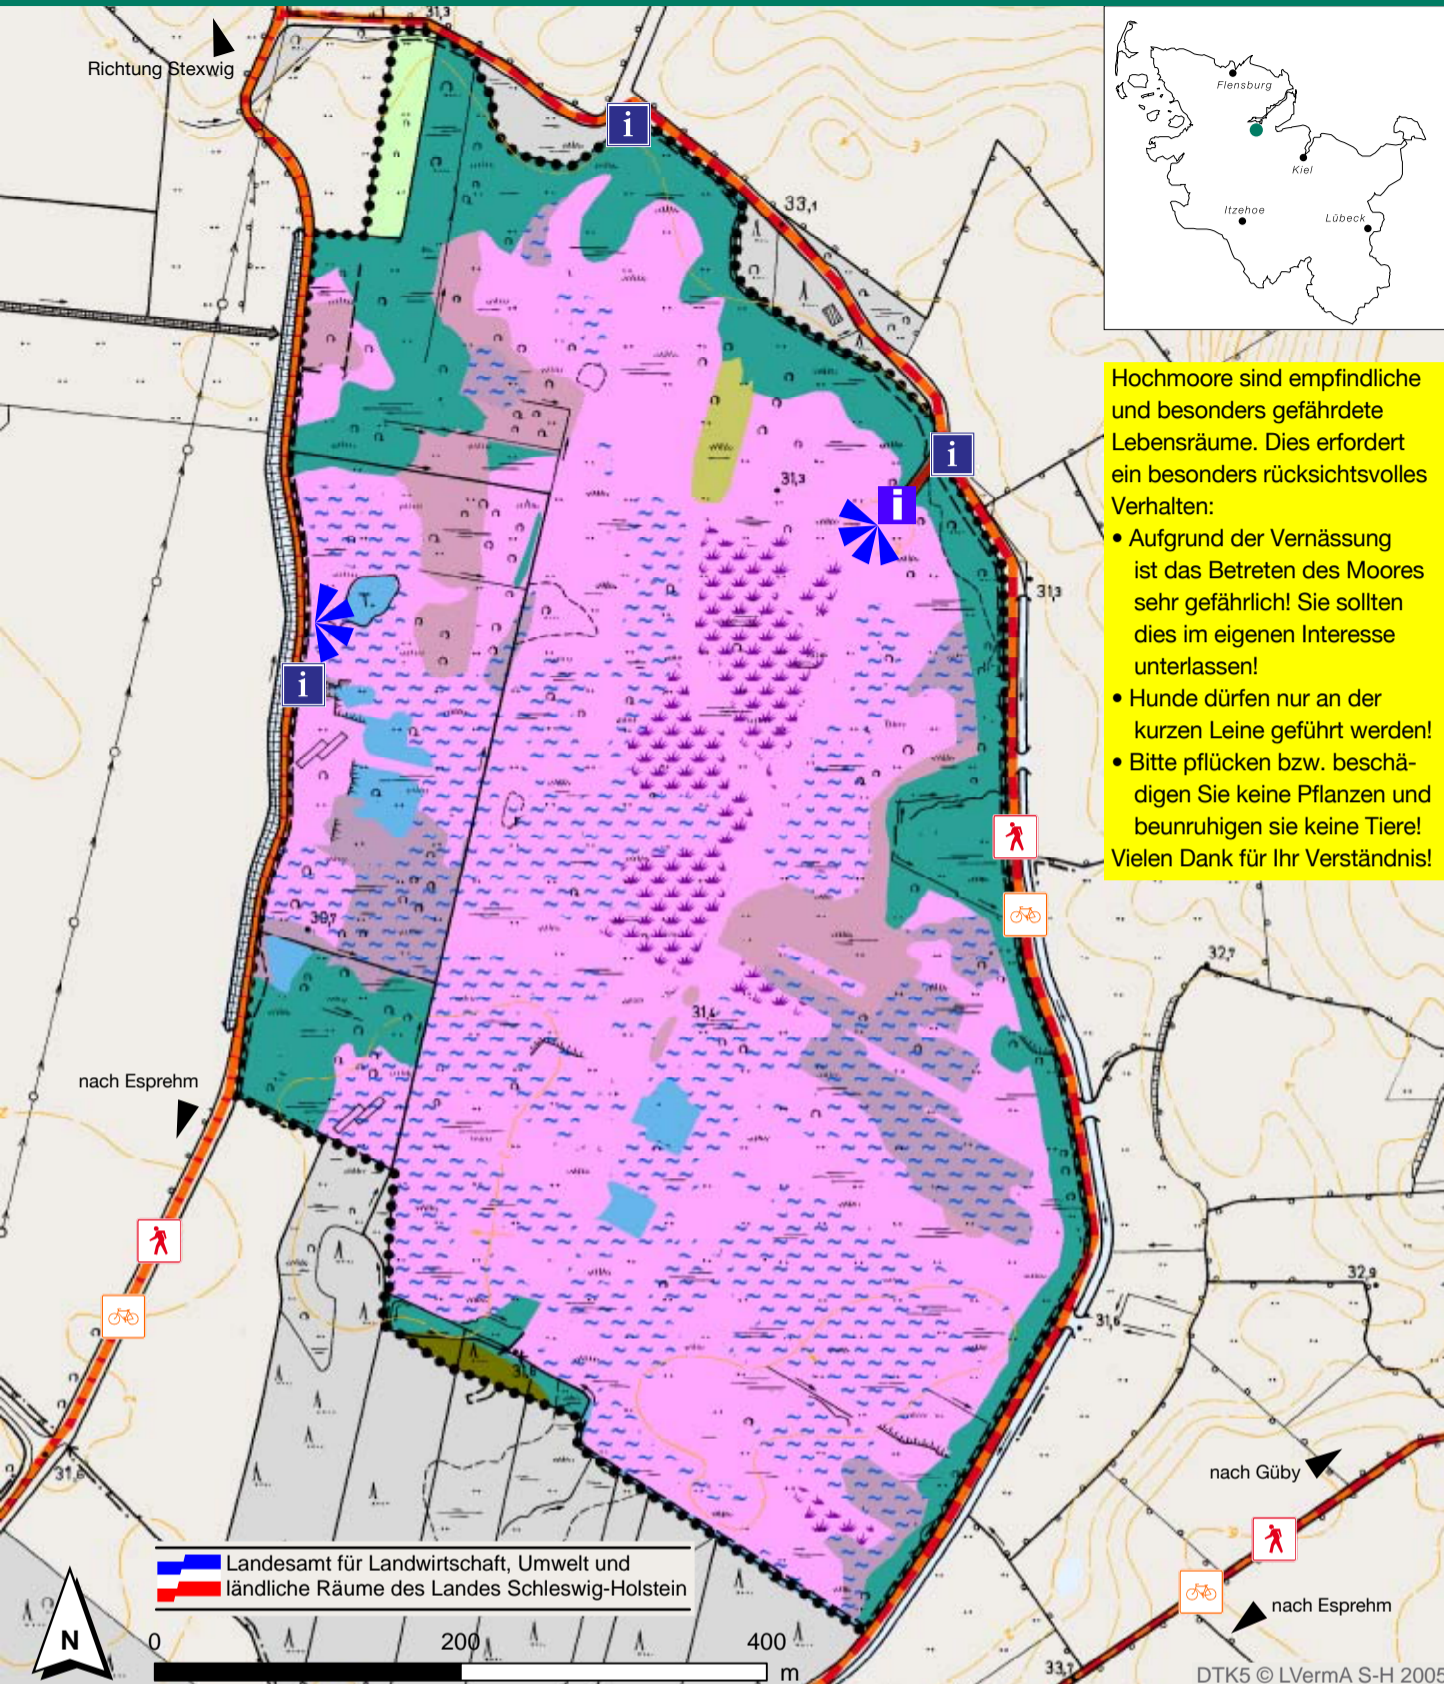 31,3
Richtung Stexwig
i
33,1
Flensburg
Kiel
Itzehoe
Lübeck
Hochmoore sind empfindliche
und besonders gefährdete
Lebensräume. Dies erfordert
ein besonders rücksichtsvolles
Verhalten:
• Aufgrund der Vernässung
ist das Betreten des Moores
sehr gefährlich! Sie sollten
dies im eigenen Interesse
unterlassen!
• Hunde dürfen nur an der
kurzen Leine geführt werden!
• Bitte pflücken bzw. beschä-
digen Sie keine Pflanzen und
beunruhigen sie keine Tiere!
Vielen Dank für Ihr Verständnis!
i
31,3
i
31,3
T.
i
30,7
32,7
31,4
nach Esprehm
32,9
31,6
31,6
nach Güby
nach Esprehm
33,7
Landesamt für Landwirtschaft, Umwelt und
ländliche Räume des Landes Schleswig-Holstein
N
0 200 400
m
DTK5 © LVermA S-H 2005